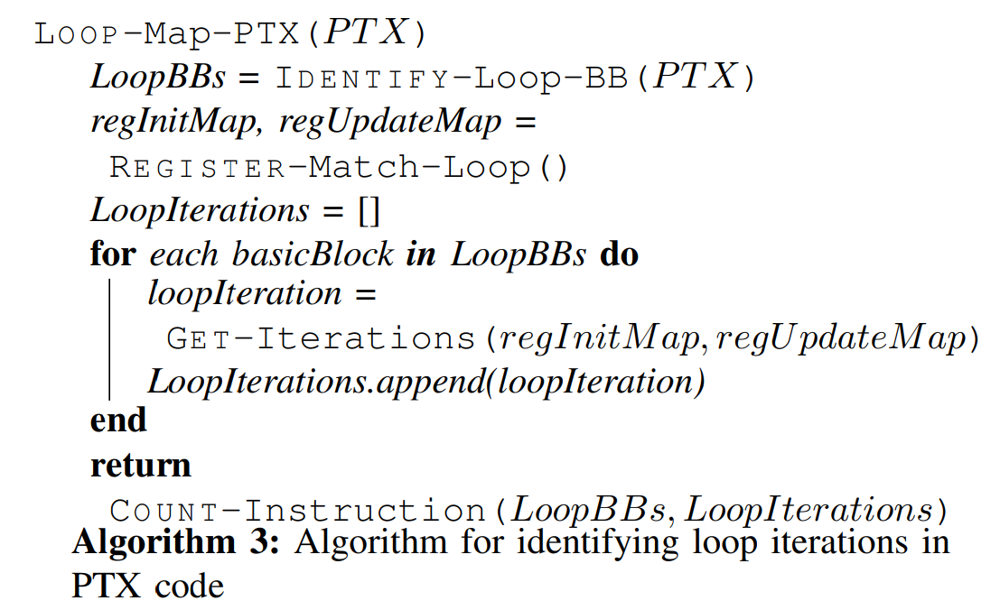 LOOP-Map-PTX(PTX)
LoopBBs = IDENTIFY-Loop-BB(PTX)
regInitMap, regUpdateMap =
REGISTER-Match-Loop()
LoopIterations = []
for each basicBlock in LoopBBs do
loopIteration =
GET-Iterations(regInitMap, regUpdateMap)
LoopIterations.append(loopIteration)
end
return
COUNT-Instruction(LoopBBs, LoopIterations)
Algorithm 3: Algorithm for identifying loop iterations in
PTX code